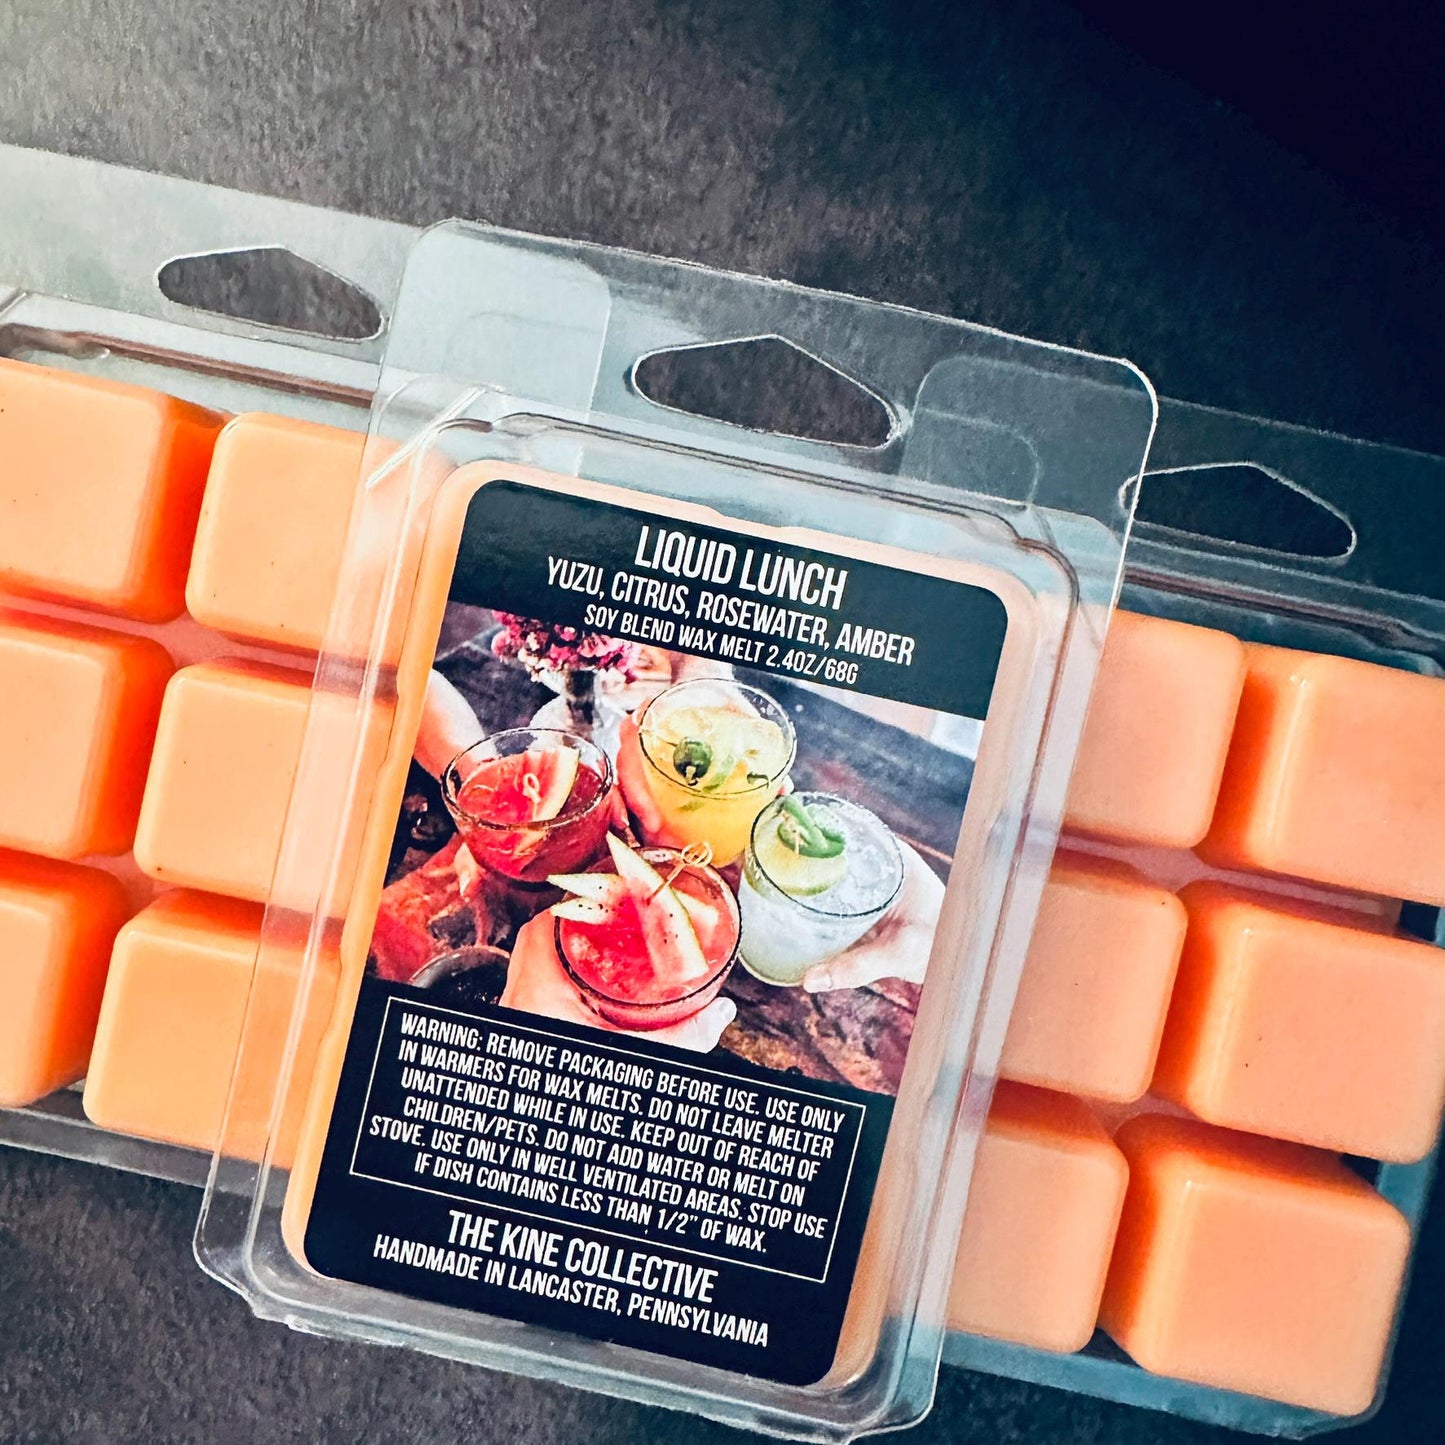 LIQUID LUNCH
YUZU, CITRUS, ROSEWATER, AMBER
SOY BLEND WAX MELT 2.4OZ/68G
WARNING: REMOVE PACKAGING BEFORE USE. USE ONLY
IN WARMERS FOR WAX MELTS. DO NOT LEAVE MELTER
UNATTENDED WHILE IN USE. KEEP OUT OF REACH OF
CHILDREN/PETS. DO NOT ADD WATER OR MELT ON
STOVE. USE ONLY IN WELL VENTILATED AREAS. STOP USE
IF DISH CONTAINS LESS THAN 1/2" OF WAX.
THE KINE COLLECTIVE
HANDMADE IN LANCASTER, PENNSYLVANIA